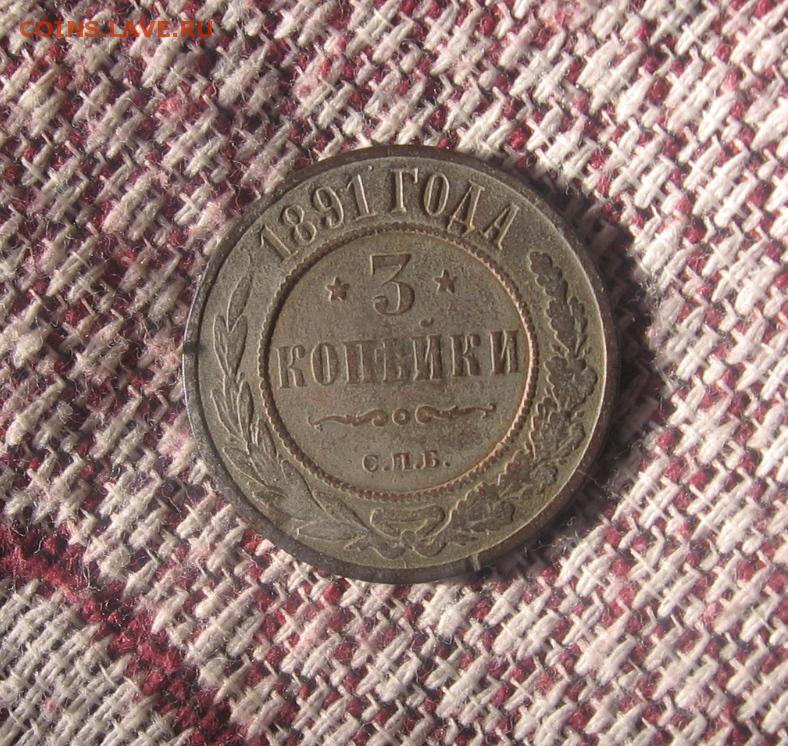 COINS.LAVE.RU
1891 ГОДА
3
КОПѢЙКИ
С.П.Б.